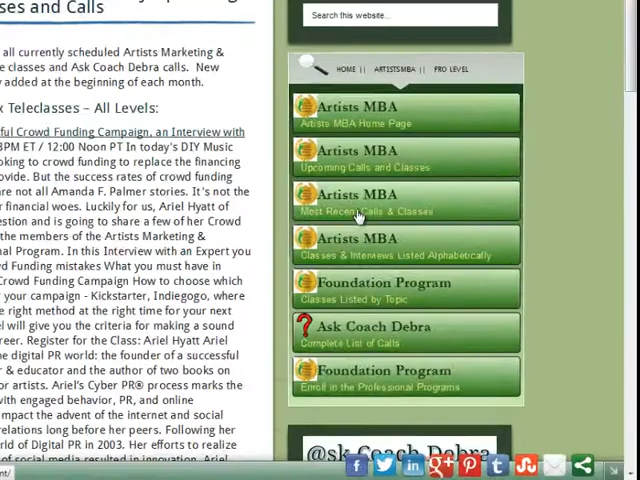 ses and Calls
all currently scheduled Artists Marketing &
e classes and Ask Coach Debra calls. New
y added at the beginning of each month.
x Teleclasses – All Levels:
ful Crowd Funding Campaign, an Interview with
3PM ET / 12:00 Noon PT In today's DIY Music
oking to crowd funding to replace the financing
ovide. But the success rates of crowd funding
are not all Amanda F. Palmer stories. It's not the
r financial woes. Luckily for us, Ariel Hyatt of
estion and is going to share a few of her Crowd
the members of the Artists Marketing &
nal Program. In this Interview with an Expert you
wd Funding mistakes What you must have in
Crowd Funding Campaign How to choose which
r your campaign - Kickstarter, Indiegogo, where
e right method at the right time for your next
l will give you the criteria for making a sound
areer. Register for the Class: Ariel Hyatt Ariel
he digital PR world: the founder of a successful
r & educator and the author of two books on
or artists. Ariel's Cyber PR® process marks the
with engaged behavior, PR, and online
mpact the advent of the internet and social
relations long before her peers. Following her
orld of Digital PR in 2003. Her efforts to realize
of social media resulted in innovation. Ariel
nt/
Search this website...
HOME || ARTISTSMBA || PRO LEVEL
Artists MBA
Artists MBA Home Page
Artists MBA
Upcoming Calls and Classes
Artists MBA
Most Recent Calls & Classes
Artists MBA
Classes & Interviews Listed Alphabetically
Foundation Program
Classes Listed by Topic
? Ask Coach Debra
Complete List of Calls
Foundation Program
Enroll in the Professional Programs
@sk Coach Debra